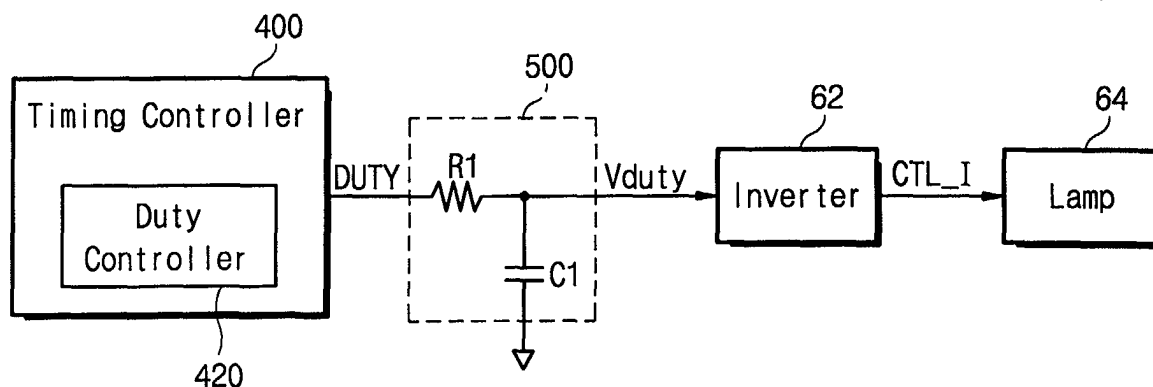 400
500
62
64
Timing Controller
DUTY
R1
Vduty
Inverter
CTL_I
Lamp
Duty
Controller
C1
420